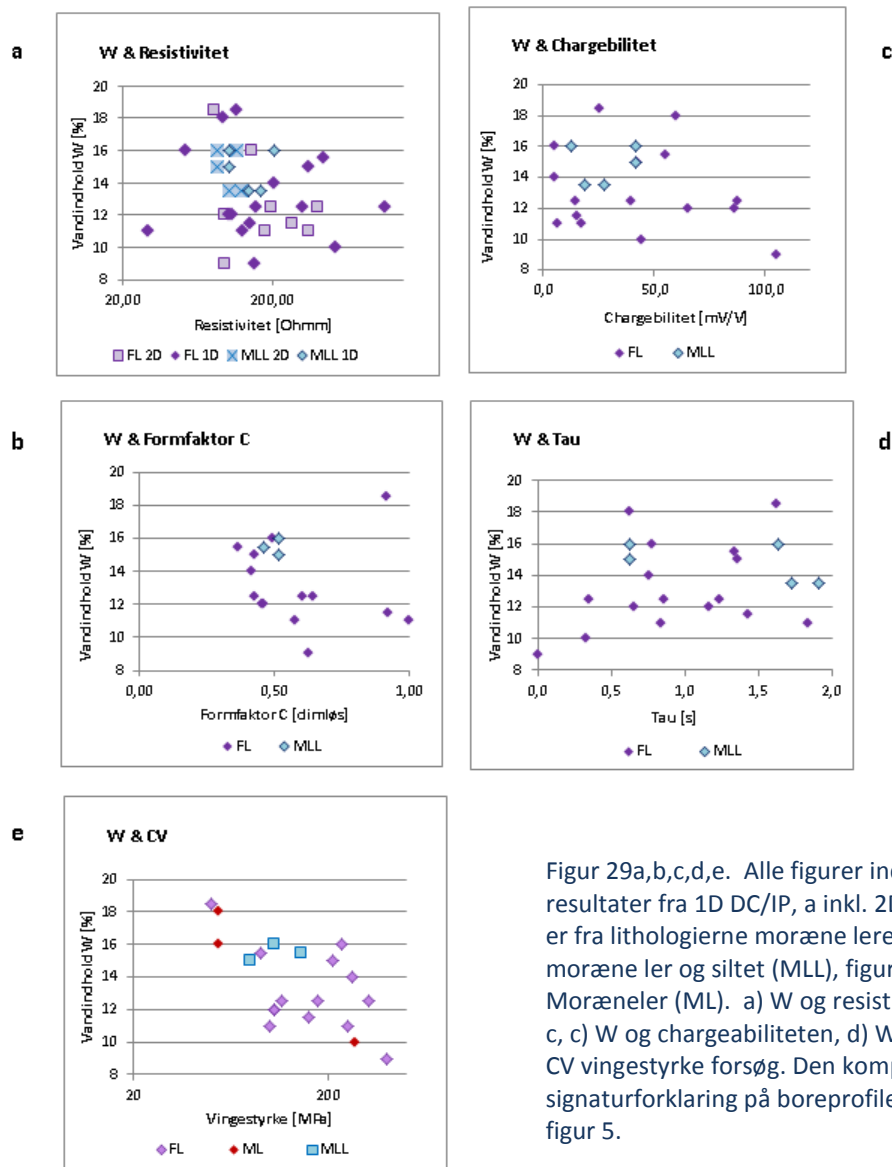 a
W & Resistivitet
Vandindhold W [%]
20
18
16
14
12
10
8
20,00
200,00
Resistivitet [Ohmm]
FL 2D
FL 1D
MLL 2D
MLL 1D
c
W & Chargebilitet
Vandindhold W [%]
20
18
16
14
12
10
8
0,0
50,0
100,0
Chargebilitet [mV/V]
FL
MLL
b
W & Formfaktor C
Vandindhold W [%]
20
18
16
14
12
10
8
0,00
0,50
1,00
Formfaktor C [dimløs]
FL
MLL
d
W & Tau
Vandindhold W [%]
20
18
16
14
12
10
8
0,0
0,5
1,0
1,5
2,0
Tau [s]
FL
MLL
e
W & CV
Vandindhold W [%]
20
18
16
14
12
10
8
20
200
Vingestyrke [MPa]
FL
ML
MLL
Figur 29a,b,c,d,e. Alle figurer in
resultater fra 1D DC/IP, a inkl. 2
er fra lithologierne moræne lere
moræne ler og siltet (MLL), figur
Moræneler (ML). a) W og resist
c, c) W og chargeabiliteten, d) W
CV vingestyrke forsøg. Den komp
signaturforklaring på boreprofile
figur 5.